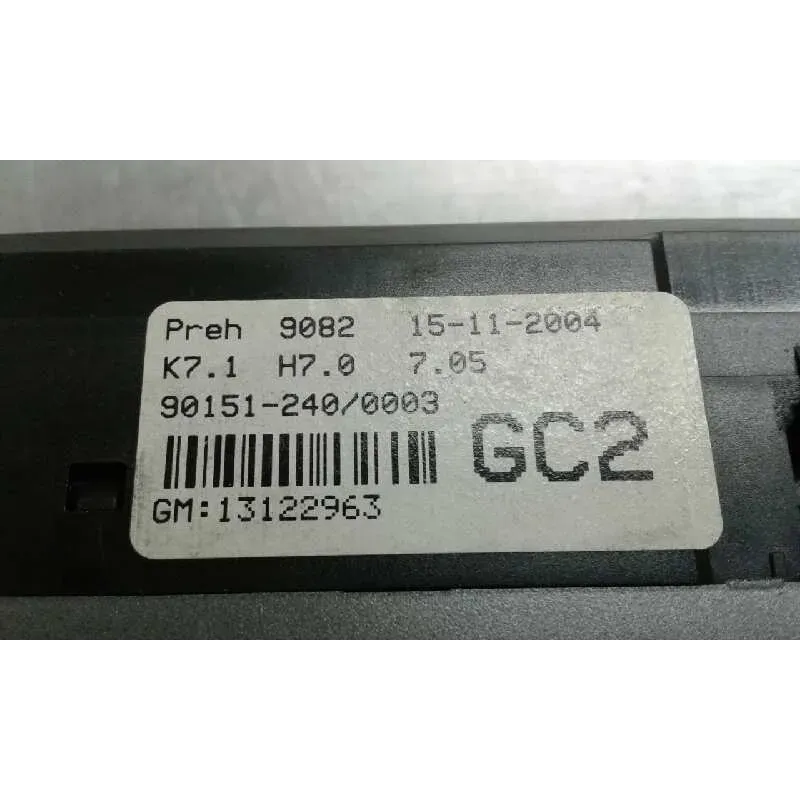 Preh 9082 15-11-2004
K7.1 H7.0 7.05
90151-240/0003
GC2
GM:13122963